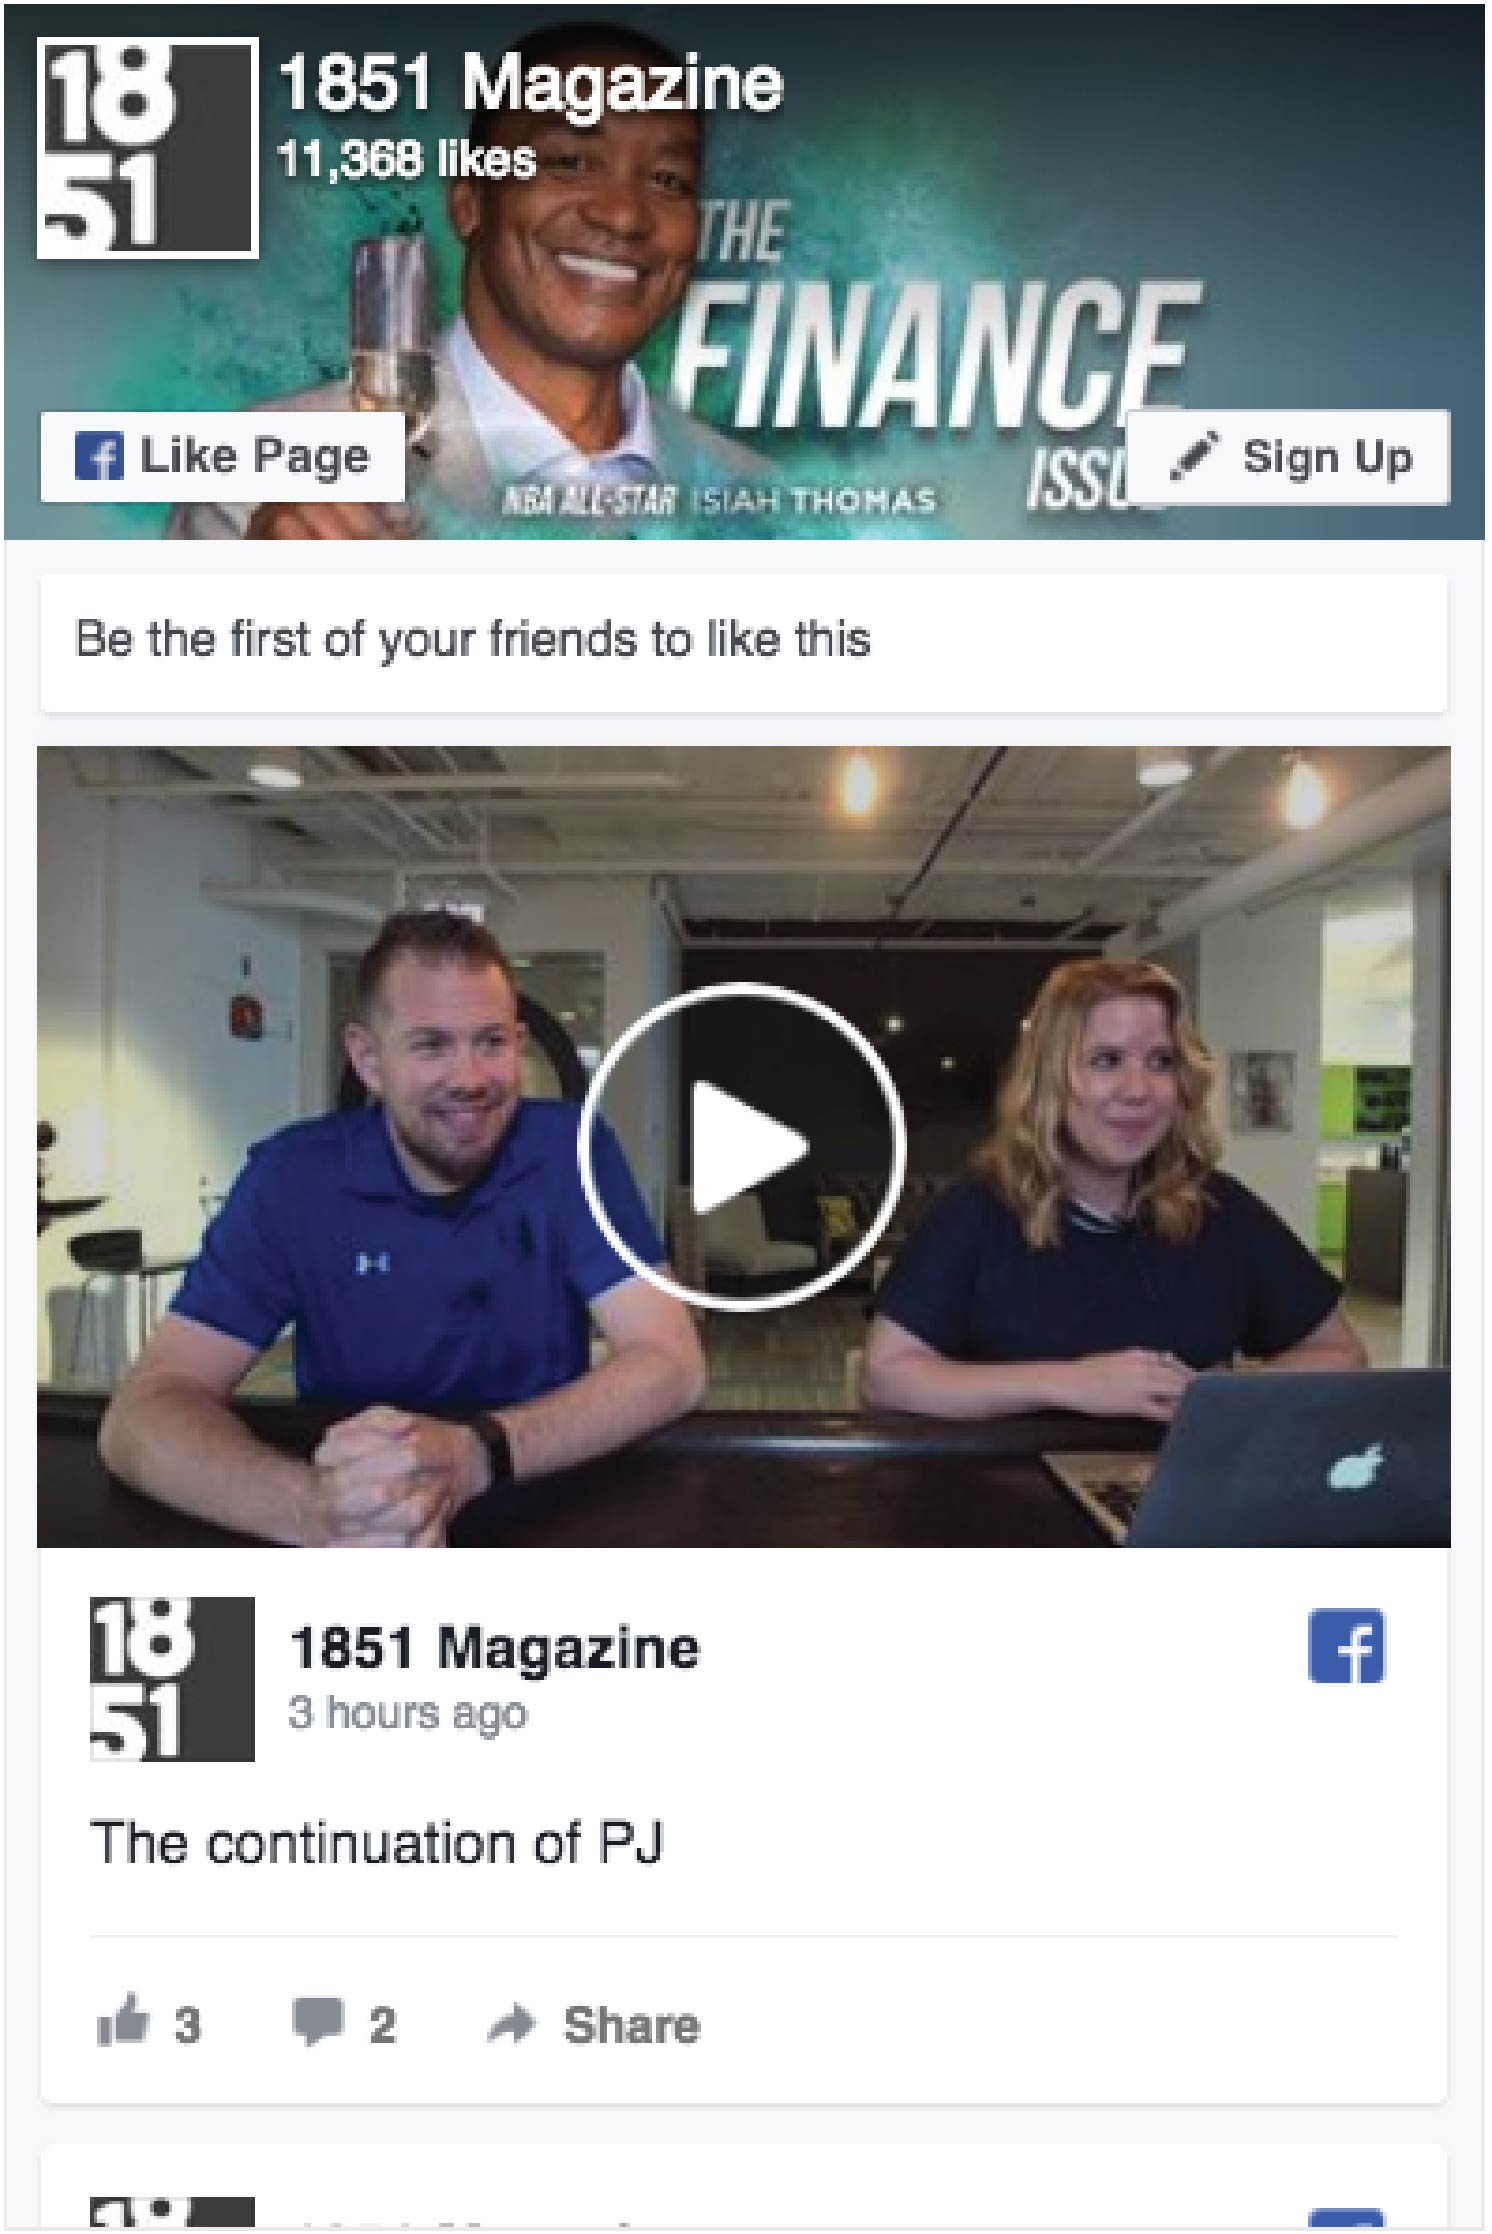 18
51
1851 Magazine
11,368 likes
THE
FINANCE
Like Page
Sign Up
NBA ALL-STAR ISIAH THOMAS
Be the first of your friends to like this
18
51
1851 Magazine
3 hours ago
The continuation of PJ
3
2
Share